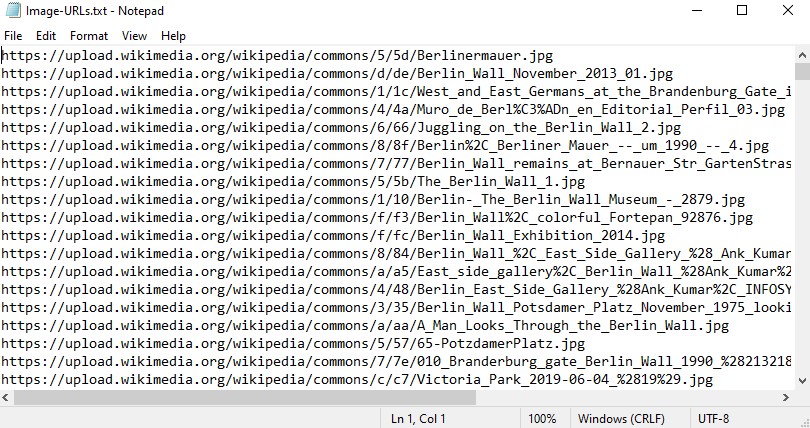 Image-URLs.txt - Notepad
File Edit Format View Help
https://upload.wikimedia.org/wikipedia/commons/5/5d/Berlinermauer.jpg
https://upload.wikimedia.org/wikipedia/commons/d/de/Berlin_Wall_November_2013_01.jpg
https://upload.wikimedia.org/wikipedia/commons/1/1c/West_and_East_Germans_at_the_Brandenburg_Gate_i
https://upload.wikimedia.org/wikipedia/commons/4/4a/Muro_de_Berl%C3%ADn_en_Editorial_Perfil_03.jpg
https://upload.wikimedia.org/wikipedia/commons/6/66/Juggling_on_the_Berlin_Wall_2.jpg
https://upload.wikimedia.org/wikipedia/commons/8/8f/Berlin%2C_Berliner_Mauer_--_um_1990_--_4.jpg
https://upload.wikimedia.org/wikipedia/commons/7/77/Berlin_Wall_remains_at_Bernauer_Str_GartenStras
https://upload.wikimedia.org/wikipedia/commons/5/5b/The_Berlin_Wall_1.jpg
https://upload.wikimedia.org/wikipedia/commons/1/10/Berlin-_The_Berlin_Wall_Museum_-_2879.jpg
https://upload.wikimedia.org/wikipedia/commons/f/f3/Berlin_Wall%2C_colorful_Fortepan_92876.jpg
https://upload.wikimedia.org/wikipedia/commons/f/fc/Berlin_Wall_Exhibition_2014.jpg
https://upload.wikimedia.org/wikipedia/commons/8/84/Berlin_Wall_%2C_East_Side_Gallery_%28_Ank_Kumar
https://upload.wikimedia.org/wikipedia/commons/a/a5/East_side_gallery%2C_Berlin_Wall_%28Ank_Kumar%2
https://upload.wikimedia.org/wikipedia/commons/4/48/Berlin_East_Side_Gallery_%28Ank_Kumar%2C_INFOSY
https://upload.wikimedia.org/wikipedia/commons/3/35/Berlin_Wall_Potsdamer_Platz_November_1975_looki
https://upload.wikimedia.org/wikipedia/commons/a/aa/A_Man_Looks_Through_the_Berlin_Wall.jpg
https://upload.wikimedia.org/wikipedia/commons/5/57/65-PotzdamerPlatz.jpg
https://upload.wikimedia.org/wikipedia/commons/7/7e/010_Branderburg_gate_Berlin_Wall_1990_%28213218
https://upload.wikimedia.org/wikipedia/commons/c/c7/Victoria_Park_2019-06-04_%2819%29.jpg
Ln 1, Col 1 100% Windows (CRLF) UTF-8